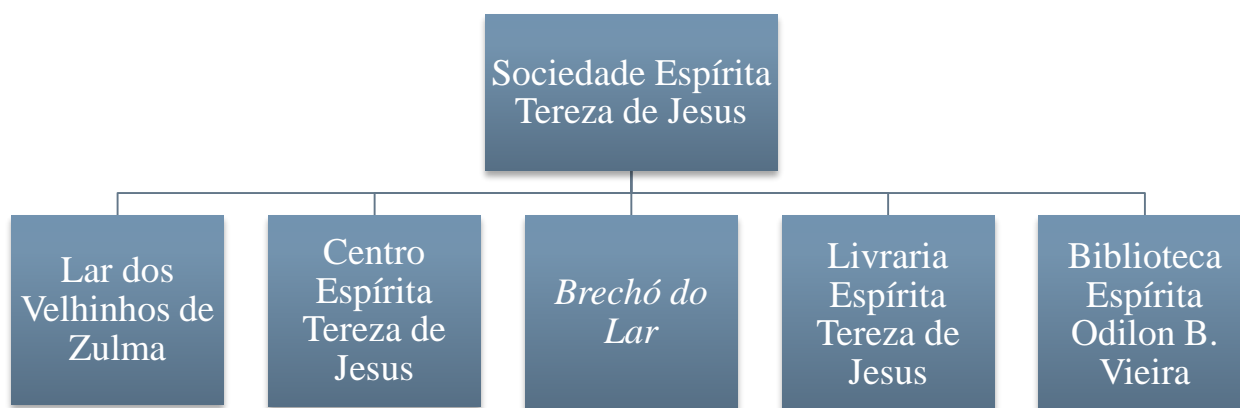 Sociedade Espírita
Tereza de Jesus
Lar dos
Velhinhos de
Zulma
Centro
Espírita
Tereza de
Jesus
Brechó do
Lar
Livraria
Espírita
Tereza de
Jesus
Biblioteca
Espírita
Odilon B.
Vieira